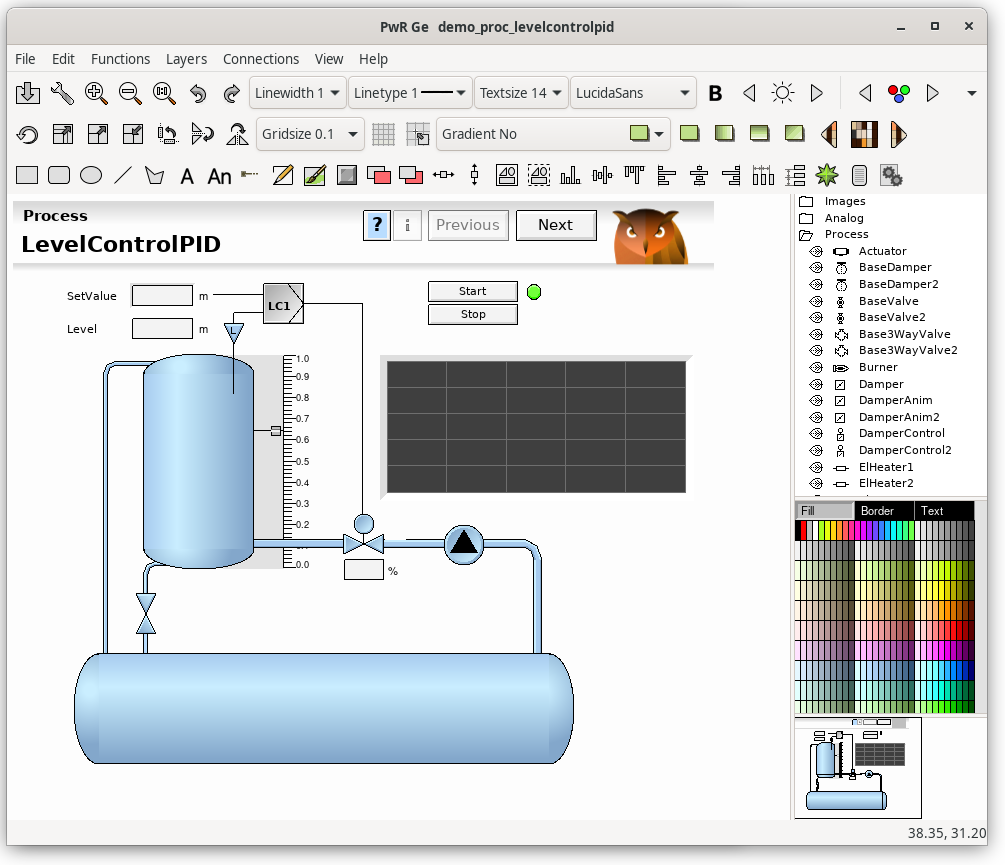 PwR Ge demo_proc_levelcontrolpid
File Edit Functions Layers Connections View Help
Linewidth 1 Linetype 1 Textsize 14 LucidaSans B
Gridsize 0.1 Gradient No
A An
Process
LevelControlPID
? i Previous Next
SetValue m
LC1
Level m
L
Start
Stop
1.0
0.9
0.8
0.7
0.6
0.5
0.4
0.3
0.2
0.0
%
Images
Analog
Process
Actuator
BaseDamper
BaseDamper2
BaseValve
BaseValve2
Base3WayValve
Base3WayValve2
Burner
Damper
DamperAnim
DamperAnim2
DamperControl
DamperControl2
ElHeater1
ElHeater2
Fill Border Text
38.35, 31.20